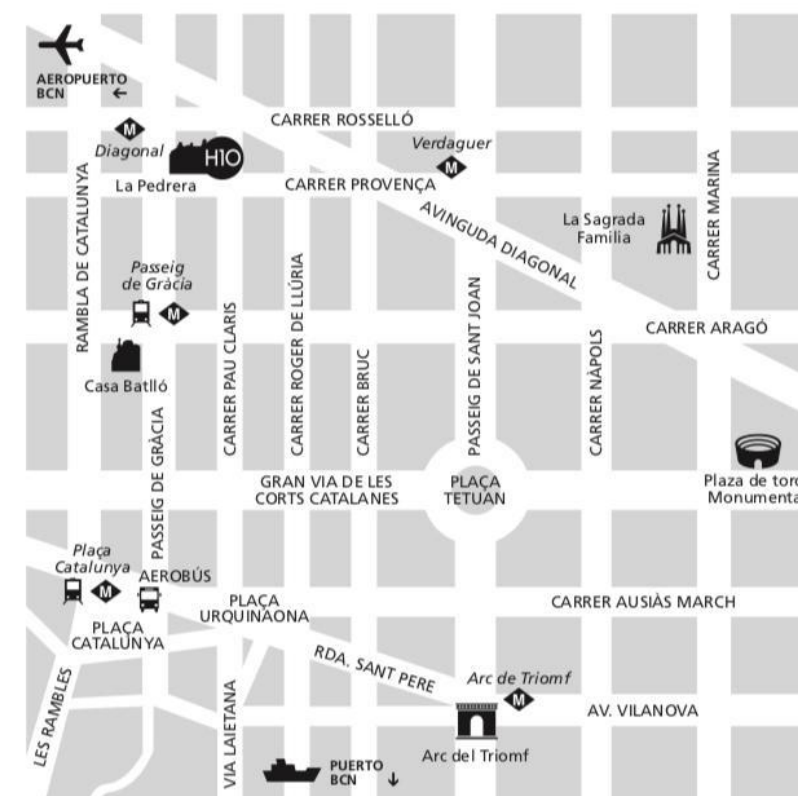 AEROPUERTO
BCN ←
CARRER ROSSELLÓ
M
Diagonal
H10
La Pedrera
Verdaguer
M
CARRER PROVENÇA
AVINGUDA DIAGONAL
La Sagrada
Familia
CARRER MARINA
RAMBLA DE CATALUNYA
Passeig
de Gràcia
M
CARRER PAU CLARIS
CARRER ROGER DE LLÚRIA
CARRER BRUC
PASSEIG DE SANT JOAN
CARRER NÀPOLS
CARRER ARAGÓ
Casa Batlló
PASSEIG DE GRÀCIA
GRAN VIA DE LES
CORTS CATALANES
PLAÇA
TETUAN
Plaza de toro
Monumenta
Plaça
Catalunya
M
AEROBÚS
PLAÇA
CATALUNYA
PLAÇA
URQUINAONA
CARRER AUSIÀS MARCH
RDA. SANT PERE
Arc de Triomf
M
AV. VILANOVA
Arc del Triomf
LES RAMBLES
VIA LAIETANA
PUERTO
BCN ↓